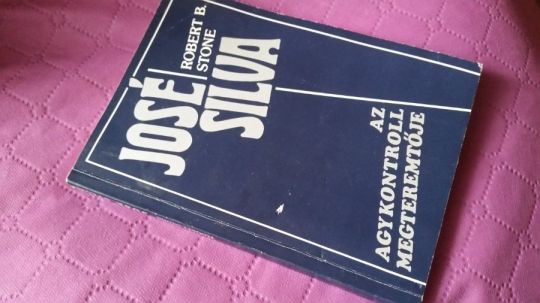 ROBERT B.
STONE
JOSÉ
SILVA
AZ
AGYKONTROLL
MEGTEREMTŐJE